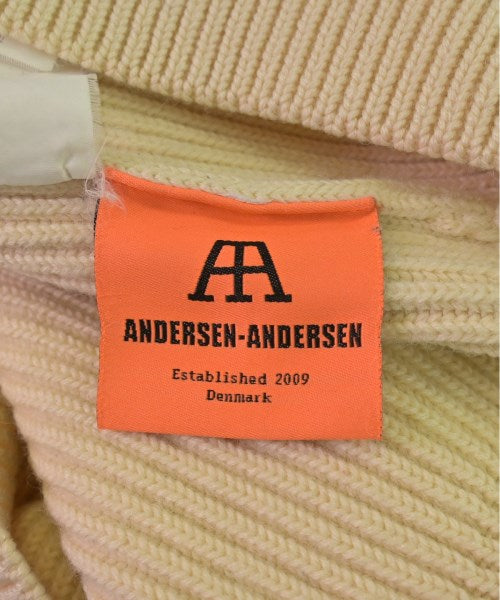 AA
ANDERSEN-ANDERSEN
Established 2009
Denmark